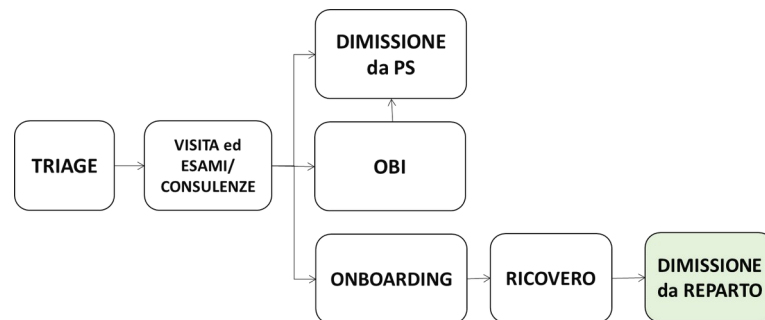 TRIAGE
VISITA ed
ESAMI/
CONSULENZE
DIMISSIONE
da PS
OBI
ONBOARDING
RICOVERO
DIMISSIONE
da REPARTO